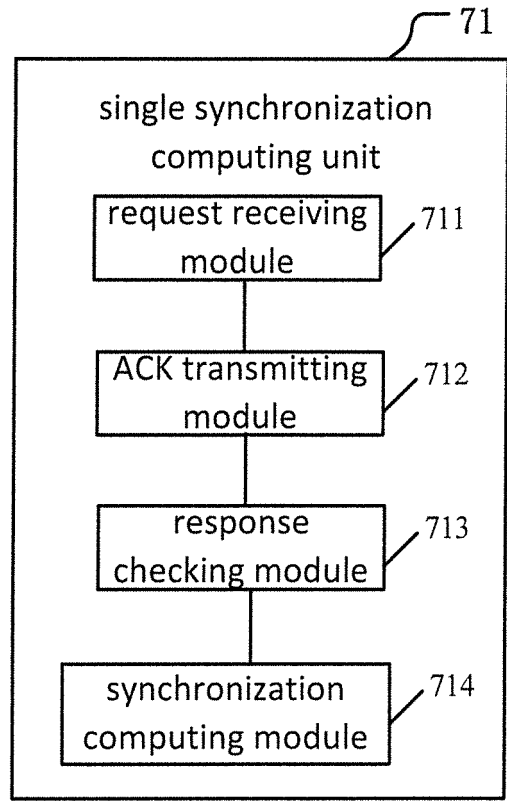 71
single synchronization
computing unit
request receiving
module
711
ACK transmitting
module
712
response
checking module
713
synchronization
computing module
714